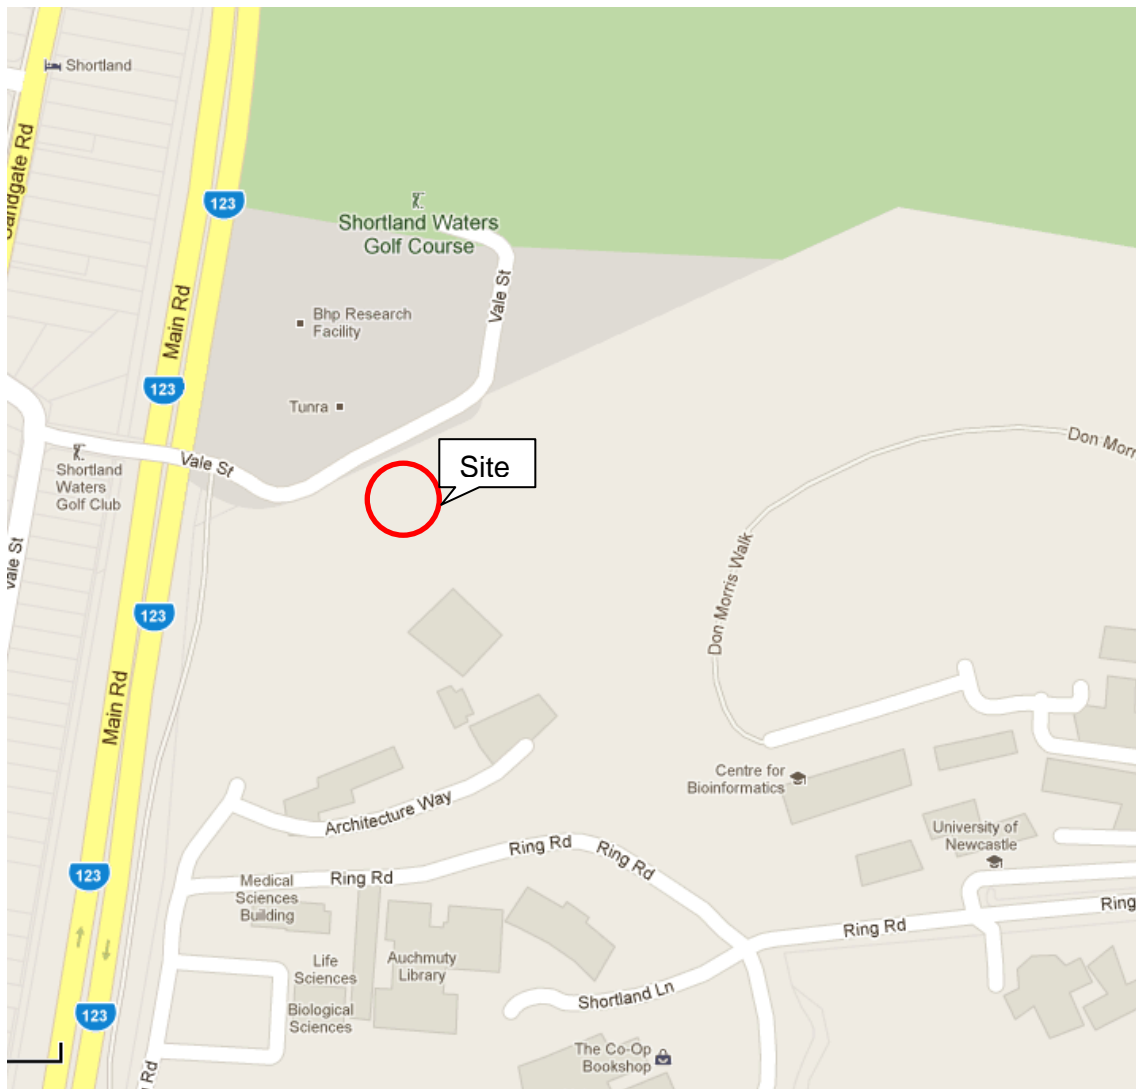 Shortland
Sandgate Rd
123
Shortland Waters
Golf Course
Vale St
Main Rd
Bhp Research
Facility
123
Tunra
Site
Vale St
Shortland
Waters
Golf Club
Vale St
Don Morr
Don Morris Walk
123
Main Rd
Centre for
Bioinformatics
Architecture Way
University of
Newcastle
Ring Rd
Ring Rd
123
Medical
Sciences
Building
Ring Rd
Ring
Ring Rd
Life
Sciences
Auchmuty
Library
Shortland Ln
Biological
Sciences
123
The Co-Op
Bookshop
Rd